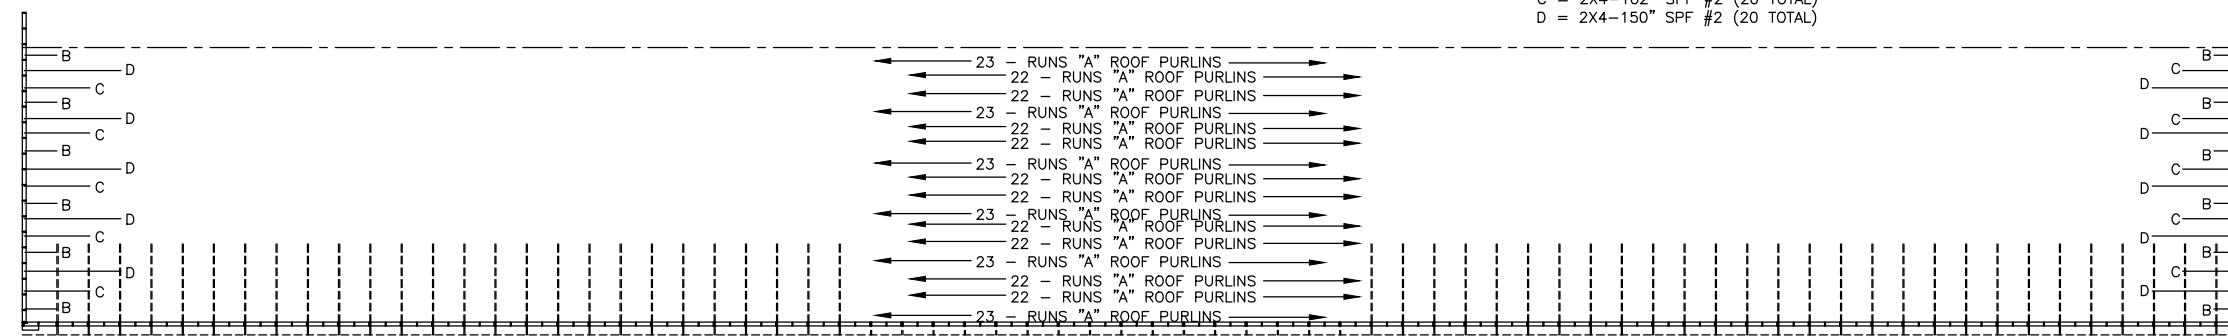 C = 2X4-102" SPF #2 (20 TOTAL)
D = 2X4-150" SPF #2 (20 TOTAL)
B 23 - RUNS "A" ROOF PURLINS B
D 22 - RUNS "A" ROOF PURLINS C
C 22 - RUNS "A" ROOF PURLINS D
B 23 - RUNS "A" ROOF PURLINS B
D 22 - RUNS "A" ROOF PURLINS C
C 22 - RUNS "A" ROOF PURLINS D
B 23 - RUNS "A" ROOF PURLINS B
D 22 - RUNS "A" ROOF PURLINS C
C 22 - RUNS "A" ROOF PURLINS D
B 23 - RUNS "A" ROOF PURLINS B
D 22 - RUNS "A" ROOF PURLINS C
C 22 - RUNS "A" ROOF PURLINS D
B 23 - RUNS "A" ROOF PURLINS B
D 22 - RUNS "A" ROOF PURLINS C
C 22 - RUNS "A" ROOF PURLINS D
B 23 - RUNS "A" ROOF PURLINS B